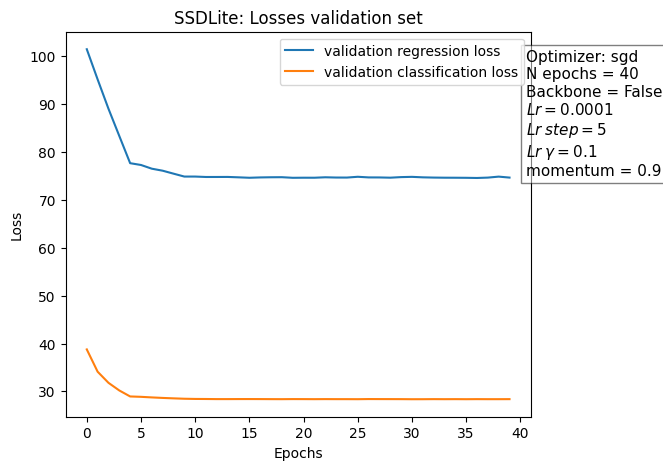 SSDLite: Losses validation set
validation regression loss
validation classification loss
Optimizer: sgd
N epochs = 40
Backbone = False
Lr = 0.0001
Lr step = 5
Lr γ = 0.1
momentum = 0.9
100
90
80
70
60
50
40
30
Loss
0 5 10 15 20 25 30 35 40
Epochs